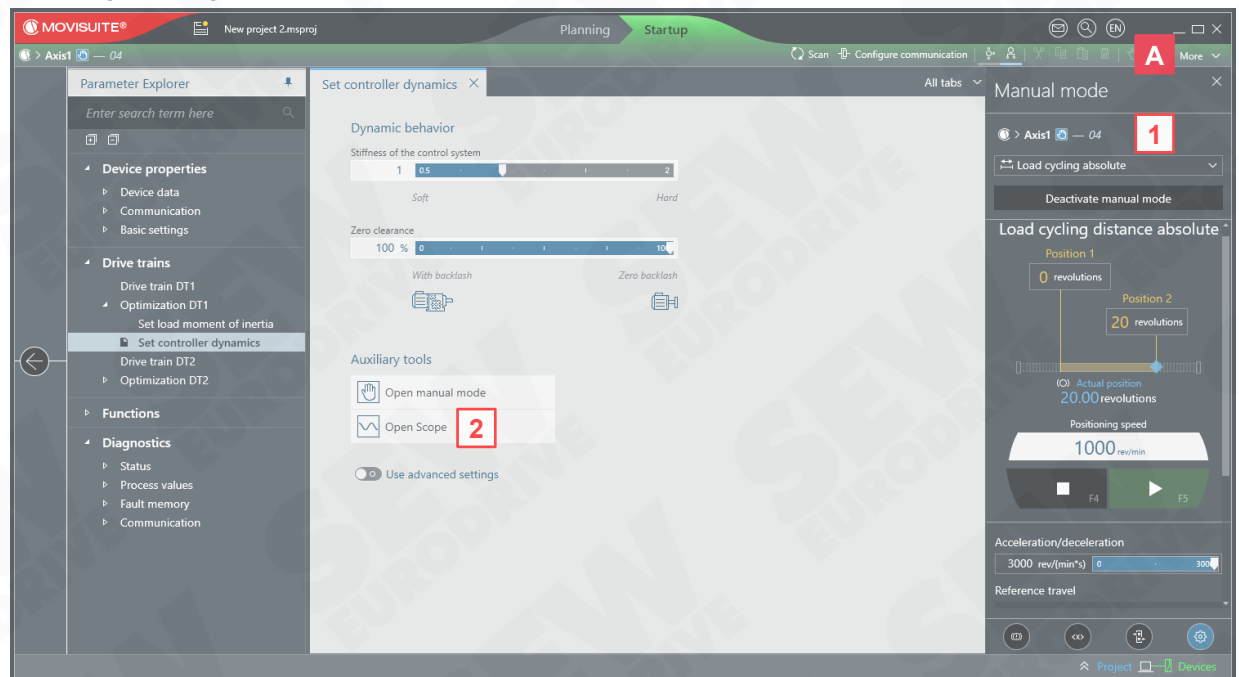 MOVISUITE®
New project 2.msproj
Planning
Startup
EN
> Axis1 — 04
Scan
Configure communication
A
More
Parameter Explorer
Enter search term here
Device properties
Device data
Communication
Basic settings
Drive trains
Drive train DT1
Optimization DT1
Set load moment of inertia
Set controller dynamics
Drive train DT2
Optimization DT2
Functions
Diagnostics
Status
Process values
Fault memory
Communication
Set controller dynamics
All tabs
Dynamic behavior
Stiffness of the control system
1 0.5 2
Soft Hard
Zero clearance
100 % 0 100
With backlash Zero backlash
Auxiliary tools
Open manual mode
Open Scope 2
Use advanced settings
Manual mode
> Axis1 — 04 1
Load cycling absolute
Deactivate manual mode
Load cycling distance absolute
Position 1
0 revolutions
Position 2
20 revolutions
Actual position
20.00 revolutions
Positioning speed
1000 rev/min
F4 F5
Acceleration/deceleration
3000 rev/(min*s) 0 300
Reference travel
Project Devices
SEW
EURODRIVE